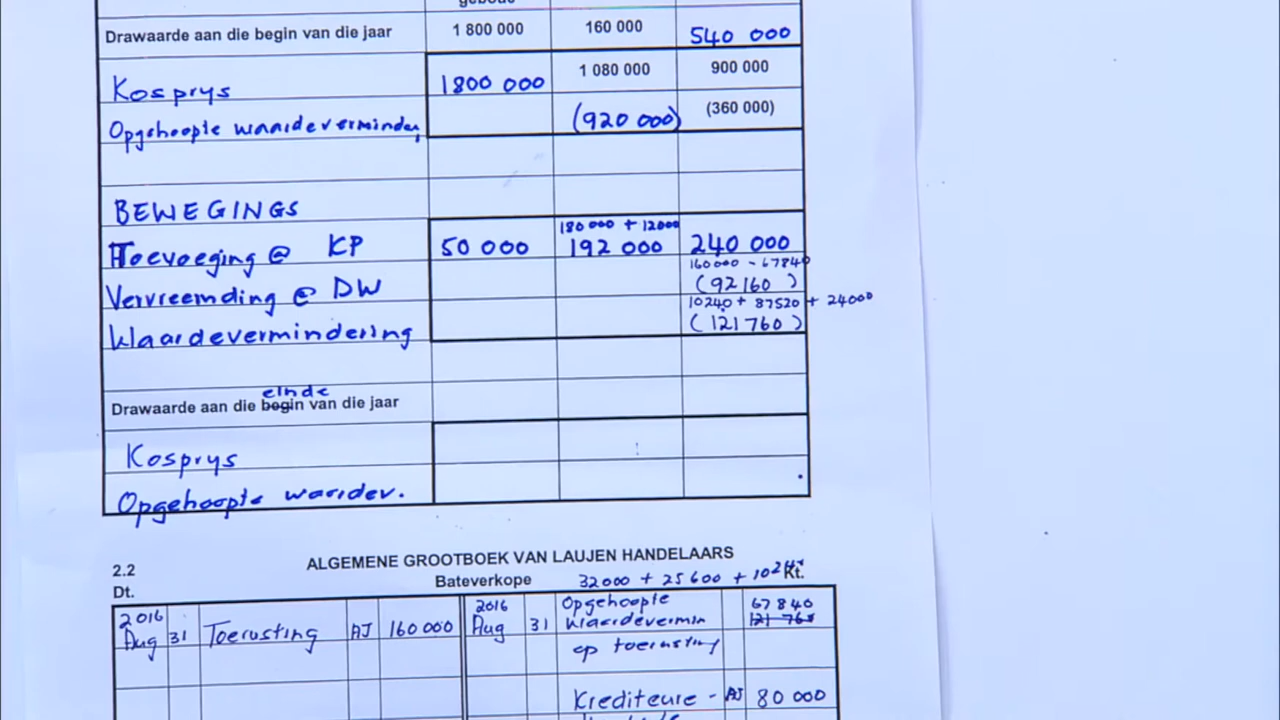 gebou
Drawaarde aan die begin van die jaar 1 800 000 160 000 540 000
Kosprys 1800 000 1 080 000 900 000
Opgehoopte waardeverminder (920 000) (360 000)
BEWEGINGS
180 000 + 12000
Toevoeging @ KP 50 000 192 000 240 000
160000 - 67840
Vervreemding @ DW (92160)
10240 + 87520 + 24000
Waardevermindering (121760)
einde
Drawaarde aan die begin van die jaar
Kosprys
Opgehoopte waardev.
2.2 ALGEMENE GROOTBOEK VAN LAUJEN HANDELAARS
Dt. Bateverkope 32000 + 25600 + Kt.
2016 Aug 31 Toerusting AJ 160 000 2016 Aug 31 Opgehoopte 67 840
waardevermin 121 760
op toerusting
Krediteure - AJ 80 000